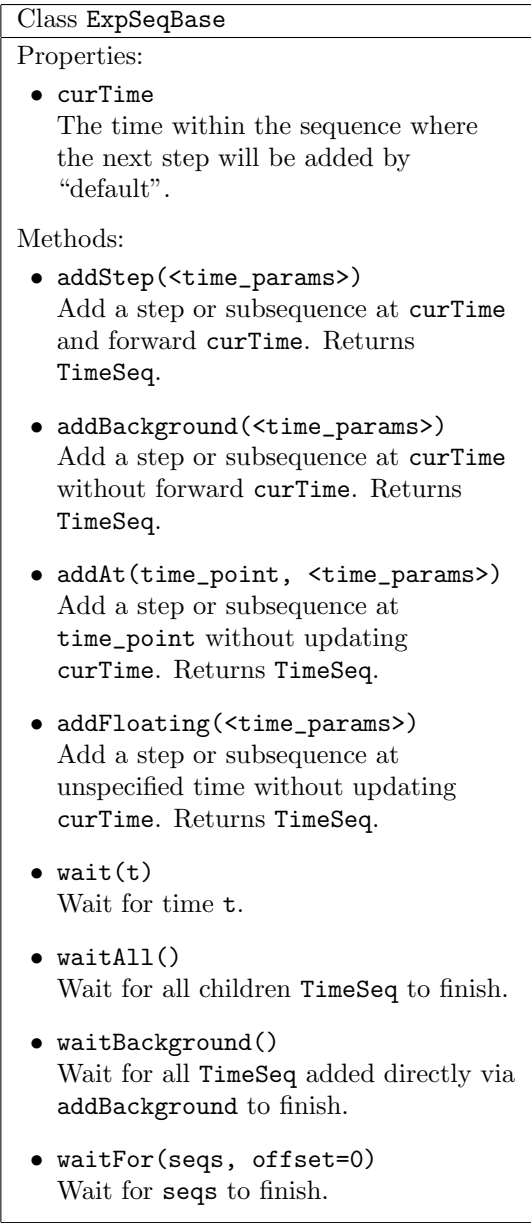 Class ExpSeqBase
Properties:
• curTime
The time within the sequence where
the next step will be added by
“default”.
Methods:
• addStep(<time_params>)
Add a step or subsequence at curTime
and forward curTime. Returns
TimeSeq.
• addBackground(<time_params>)
Add a step or subsequence at curTime
without forward curTime. Returns
TimeSeq.
• addAt(time_point, <time_params>)
Add a step or subsequence at
time_point without updating
curTime. Returns TimeSeq.
• addFloating(<time_params>)
Add a step or subsequence at
unspecified time without updating
curTime. Returns TimeSeq.
• wait(t)
Wait for time t.
• waitAll()
Wait for all children TimeSeq to finish.
• waitBackground()
Wait for all TimeSeq added directly via
addBackground to finish.
• waitFor(seqs, offset=0)
Wait for seqs to finish.